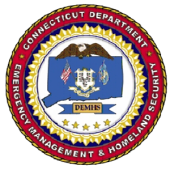 CONNECTICUT DEPARTMENT
EMERGENCY MANAGEMENT & HOMELAND SECURITY
DEMHS